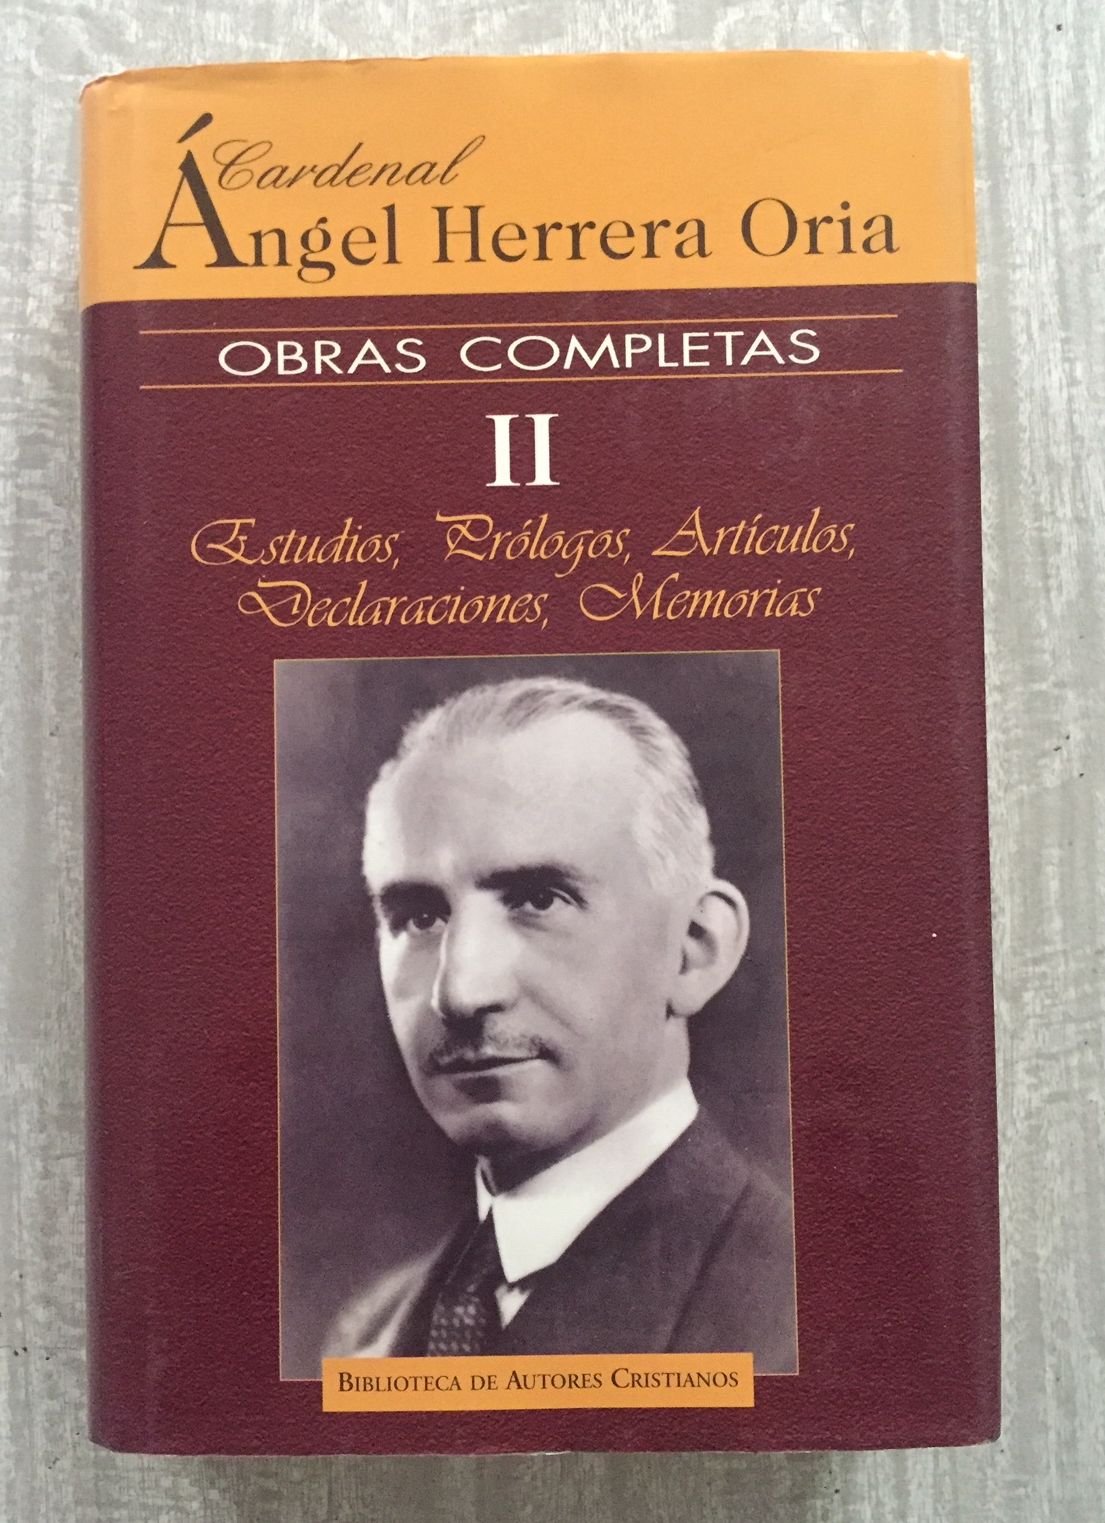 Cardenal
Ángel Herrera Oria
OBRAS COMPLETAS
II
Estudios, Prólogos, Artículos,
Declaraciones, Memorias
BIBLIOTECA DE AUTORES CRISTIANOS